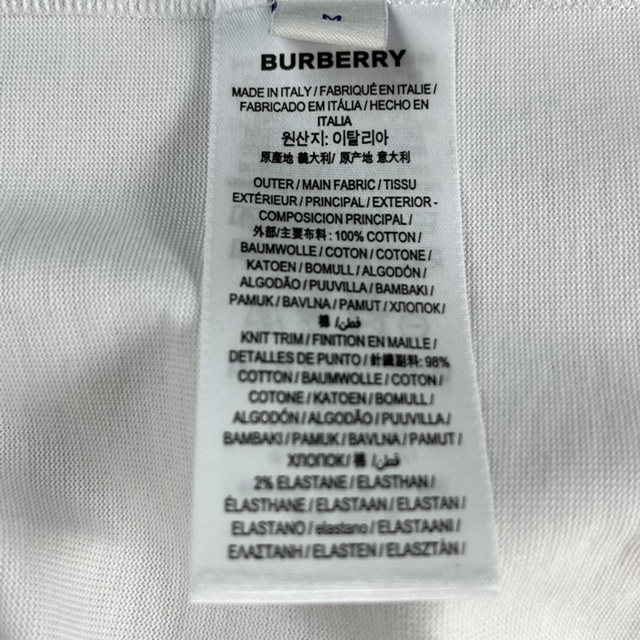 M
BURBERRY
MADE IN ITALY / FABRIQUÉ EN ITALIE /
FABRICADO EM ITÁLIA / HECHO EN
ITALIA
원산지: 이탈리아
原產地 義大利/ 原产地 意大利
OUTER / MAIN FABRIC / TISSU
EXTÉRIEUR / PRINCIPAL / EXTERIOR -
COMPOSICION PRINCIPAL /
外部/主要布料 : 100% COTTON /
BAUMWOLLE / COTON / COTONE /
KATOEN / BOMULL / ALGODÓN /
ALGODÃO / PUUVILLA / BAMBAKI /
PAMUK / BAVLNA / PAMUT / ХЛОПОК /
棉 / قطن
KNIT TRIM / FINITION EN MAILLE /
DETALLES DE PUNTO / 針織副料 : 98%
COTTON / BAUMWOLLE / COTON /
COTONE / KATOEN / BOMULL /
ALGODÓN / ALGODÃO / PUUVILLA /
BAMBAKI / PAMUK / BAVLNA / PAMUT /
ХЛОПОК / 棉 / قطن
2% ELASTANE / ELASTHAN /
ÉLASTHANE / ELASTAAN / ELASTAN /
ELASTANO / elastano / ELASTAANI /
ΕΛΑΣΤΑΝΗ / ELASTEN / ELASZTÁN /